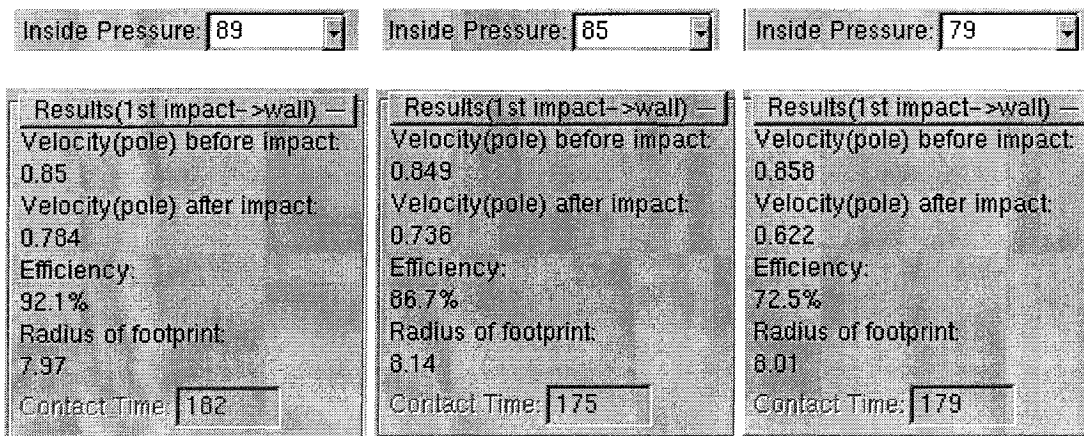 Inside Pressure: 89
Results(1st impact->wall)
Velocity(pole) before impact:
0.85
Velocity(pole) after impact:
0.784
Efficiency:
92.1%
Radius of footprint:
7.97
Contact Time: 182
Inside Pressure: 85
Results(1st impact->wall)
Velocity(pole) before impact:
0.849
Velocity(pole) after impact:
0.736
Efficiency:
86.7%
Radius of footprint:
8.14
Contact Time: 175
Inside Pressure: 79
Results(1st impact->wall)
Velocity(pole) before impact:
0.858
Velocity(pole) after impact:
0.622
Efficiency:
72.5%
Radius of footprint:
8.01
Contact Time: 179